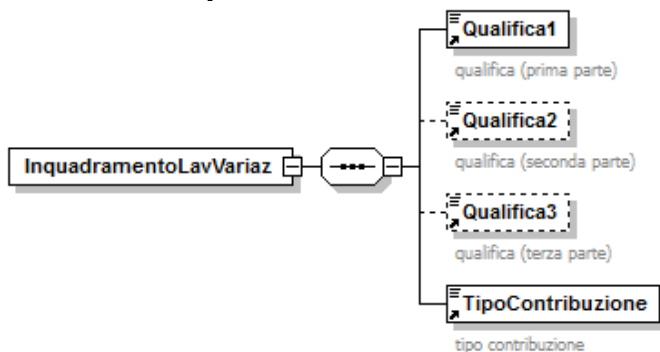 Qualifica1
qualifica (prima parte)
Qualifica2
qualifica (seconda parte)
InquadramentoLavVariaz
Qualifica3
qualifica (terza parte)
TipoContribuzione
tipo contribuzione